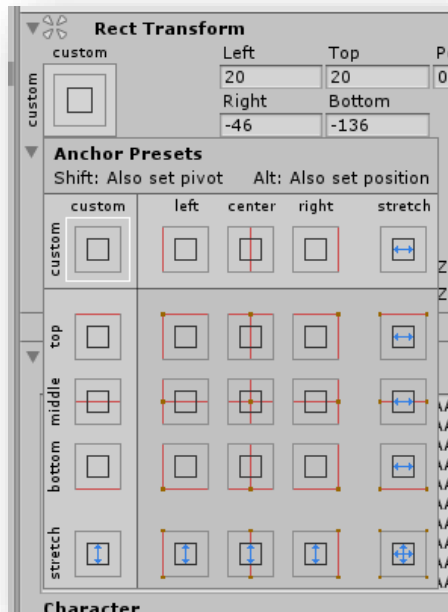 Rect Transform
custom
Left
Top
custom
20
20
0
Right
Bottom
-46
-136
Anchor Presets
Shift: Also set pivot
Alt: Also set position
custom
left
center
right
stretch
custom
top
middle
bottom
stretch
Character